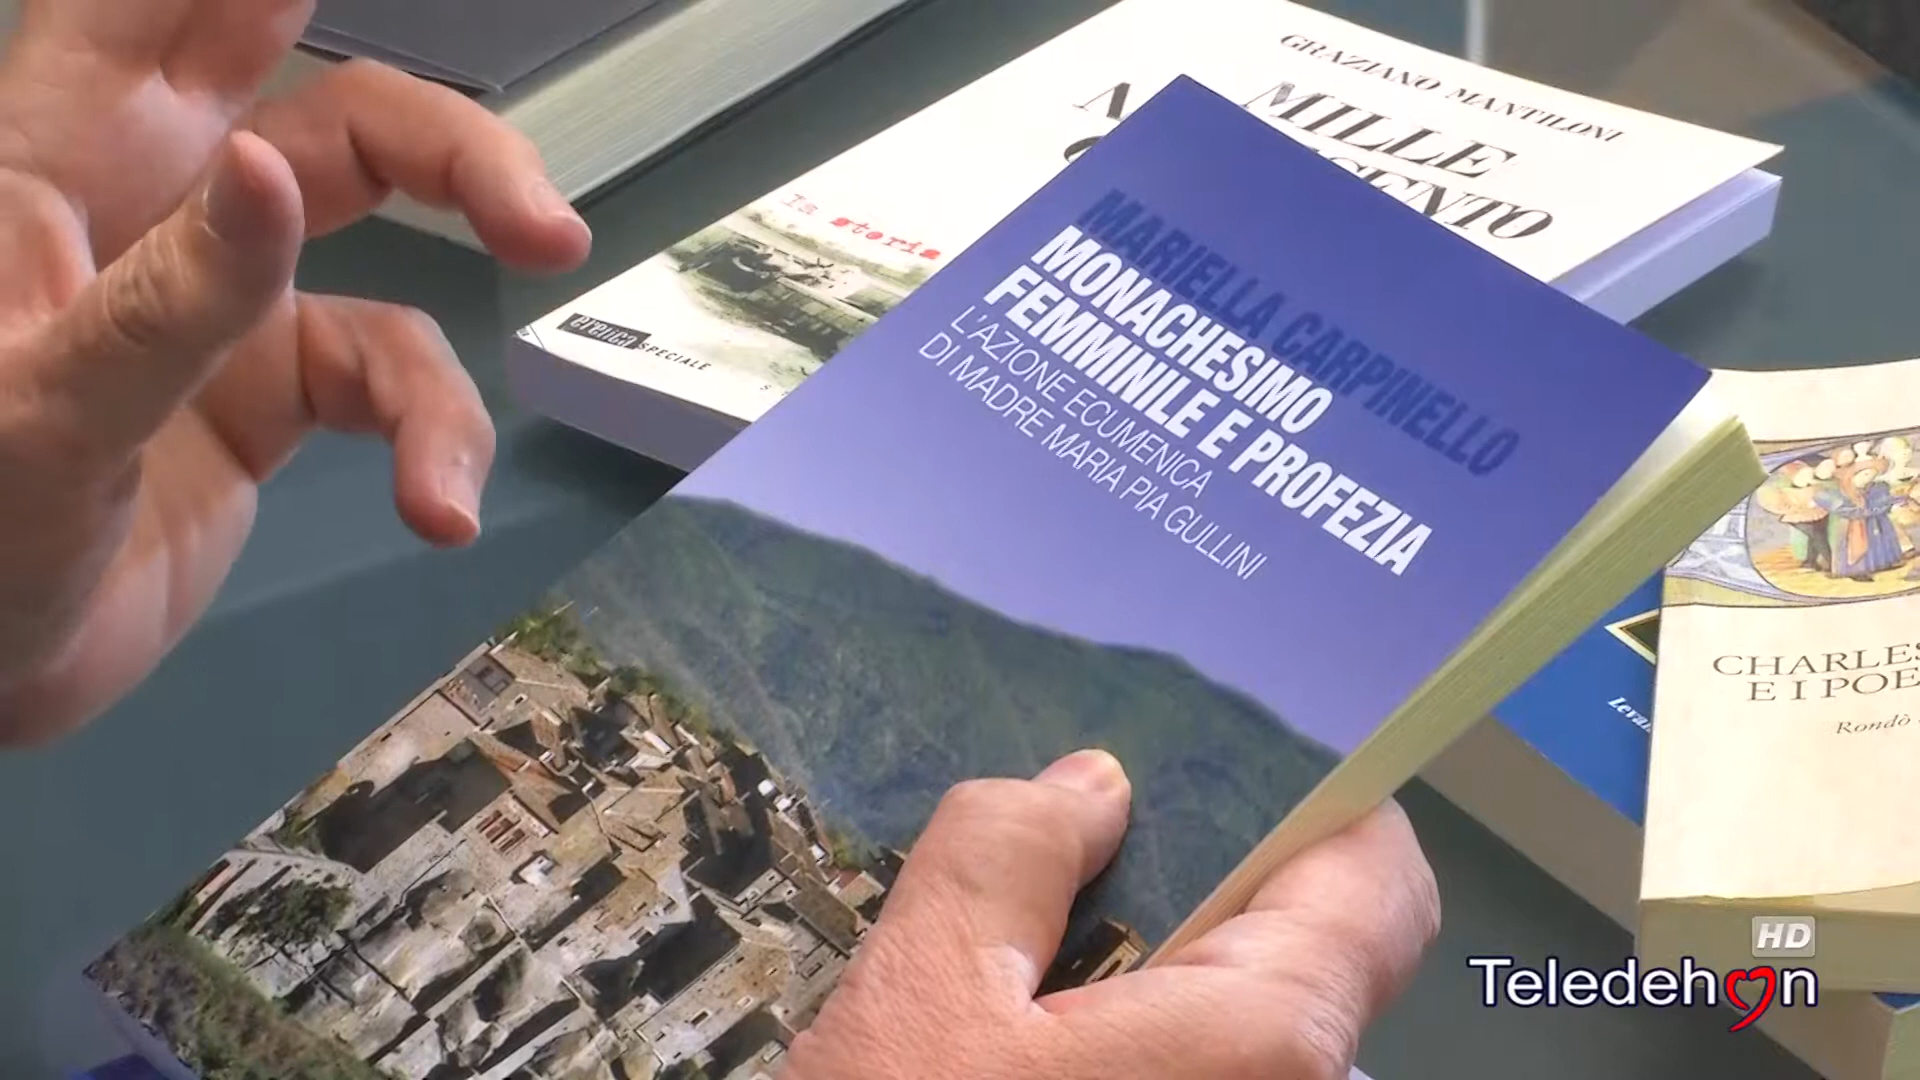 GRAZIANO MANTILONI
MILLE
la storia
eretica SPECIALE
MARIELLA CARPINELLO
MONACHESIMO
FEMMINILE E PROFEZIA
L'AZIONE ECUMENICA
DI MADRE MARIA PIA GULLINI
CHARLES
E I POE
Rondò
HD
Teledehon